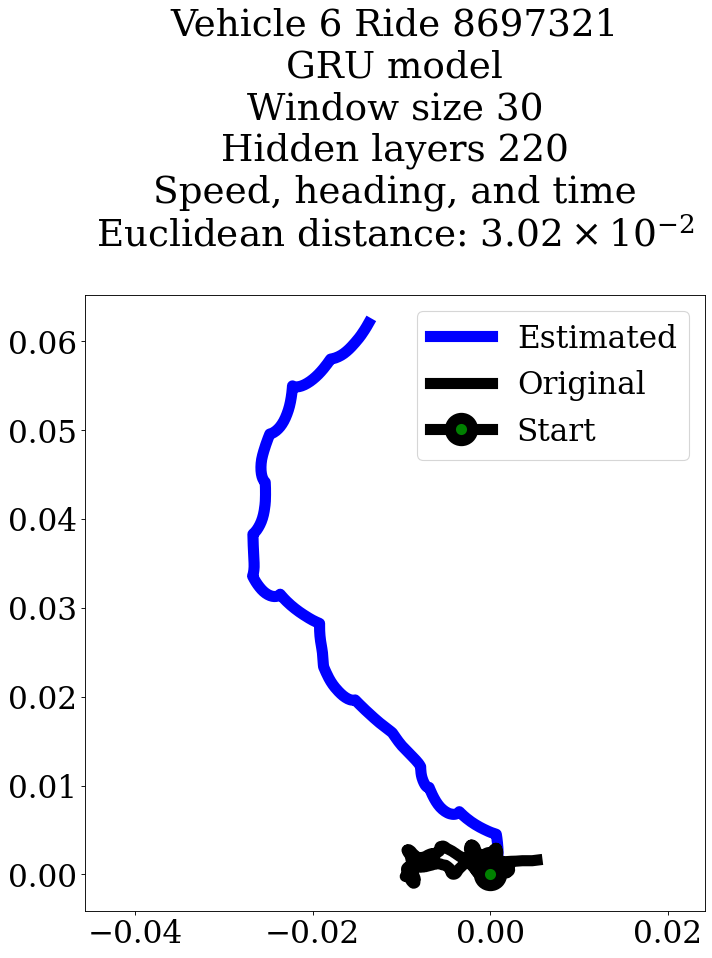 Vehicle 6 Ride 8697321
GRU model
Window size 30
Hidden layers 220
Speed, heading, and time
Euclidean distance: 3.02 × 10⁻²
Estimated
Original
Start
0.06
0.05
0.04
0.03
0.02
0.01
0.00
−0.04
−0.02
0.00
0.02